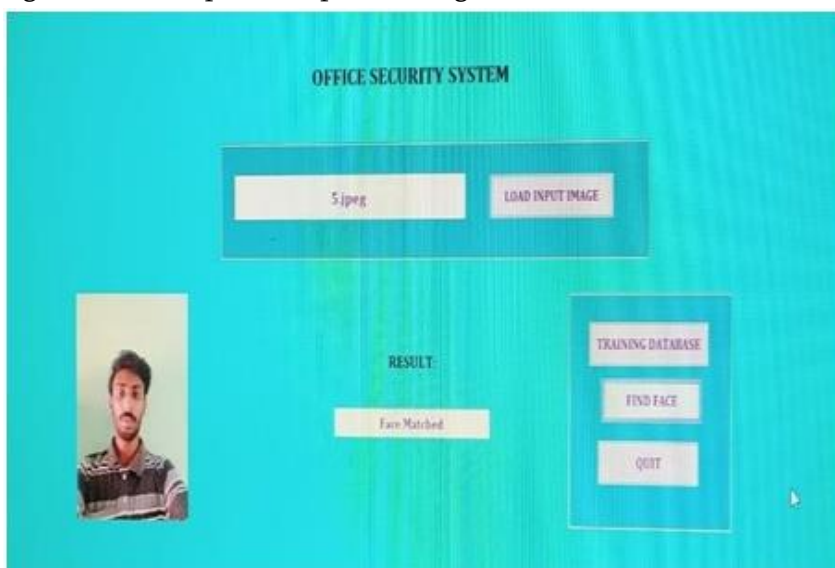 OFFICE SECURITY SYSTEM
5.jpeg
LOAD INPUT IMAGE
RESULT:
Face Matched
TRAINING DATABASE
FIND FACE
QUIT